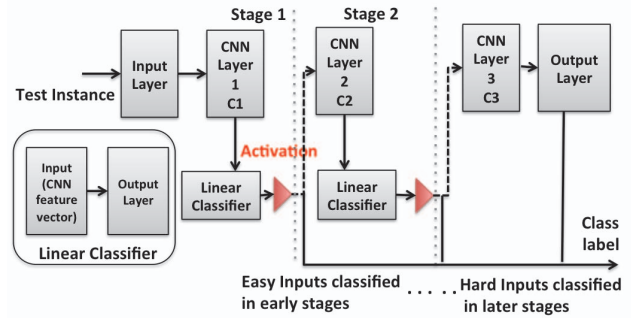 Stage 1
Stage 2
Test Instance
Input
Layer
CNN
Layer
1
C1
CNN
Layer
2
C2
CNN
Layer
3
C3
Output
Layer
Activation
Linear
Classifier
Linear
Classifier
Input
(CNN
feature
vector)
Output
Layer
Linear Classifier
Class
label
Easy Inputs classified
in early stages
. . . . .
Hard Inputs classified
in later stages